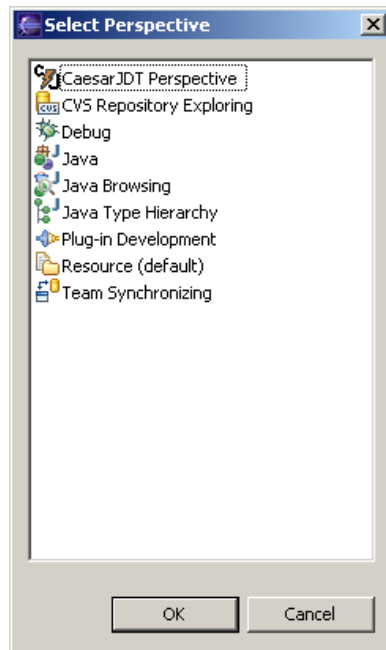 Select Perspective
CaesarJDT Perspective
CVS Repository Exploring
Debug
Java
Java Browsing
Java Type Hierarchy
Plug-in Development
Resource (default)
Team Synchronizing
OK
Cancel